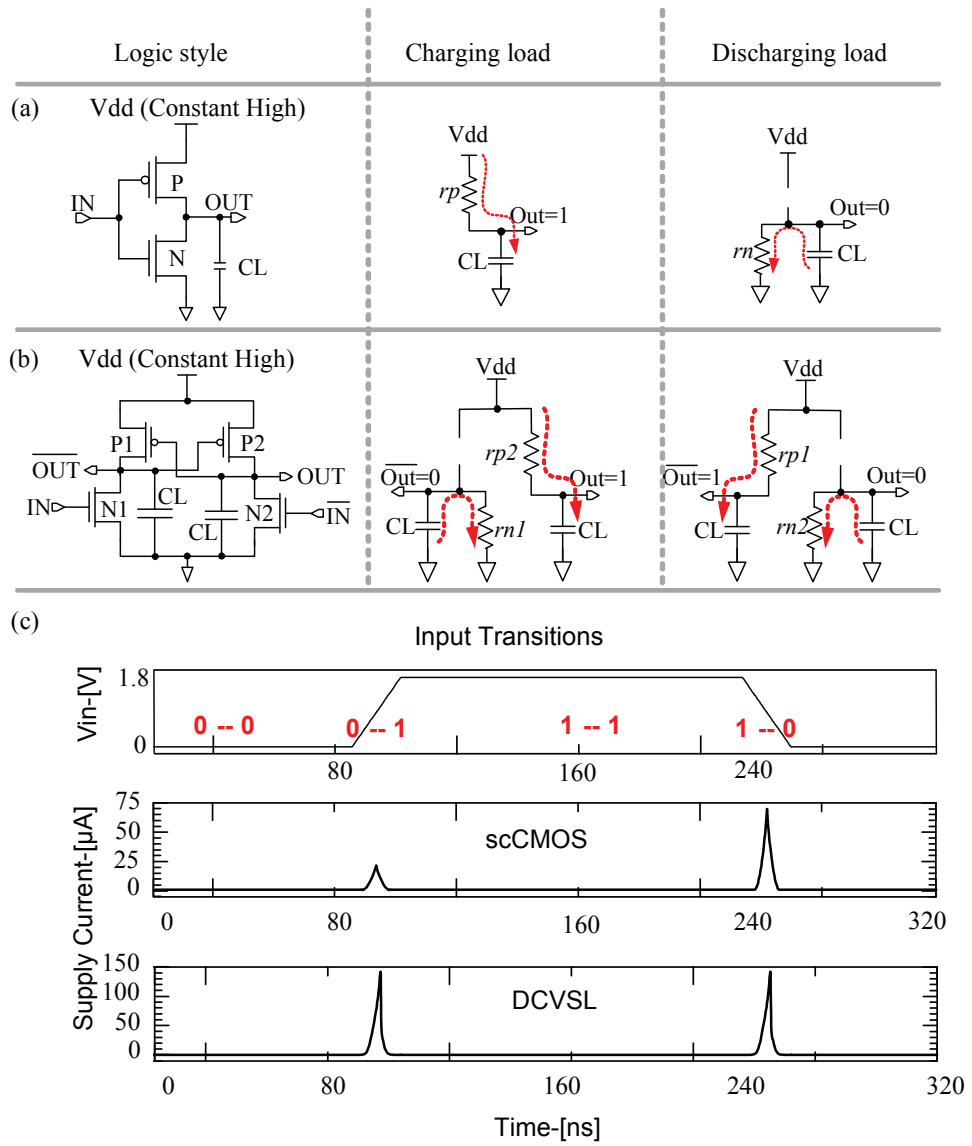 Logic style
Charging load
Discharging load
(a)
Vdd (Constant High)
P
IN
OUT
N
CL
Vdd
rp
Out=1
CL
Vdd
Out=0
rn
CL
(b)
Vdd (Constant High)
P1
P2
OUT
OUT
IN
N1
CL
CL
N2
IN
Vdd
rp2
Out=0
Out=1
CL
rn1
CL
Vdd
rp1
Out=1
Out=0
CL
rn2
CL
(c)
Input Transitions
Vin-[V]
1.8
0
0 -- 0
0 -- 1
1 -- 1
1 -- 0
80
160
240
Supply Current-[µA]
75
50
25
0
scCMOS
0
80
160
240
320
150
100
50
0
DCVSL
0
80
160
240
320
Time-[ns]